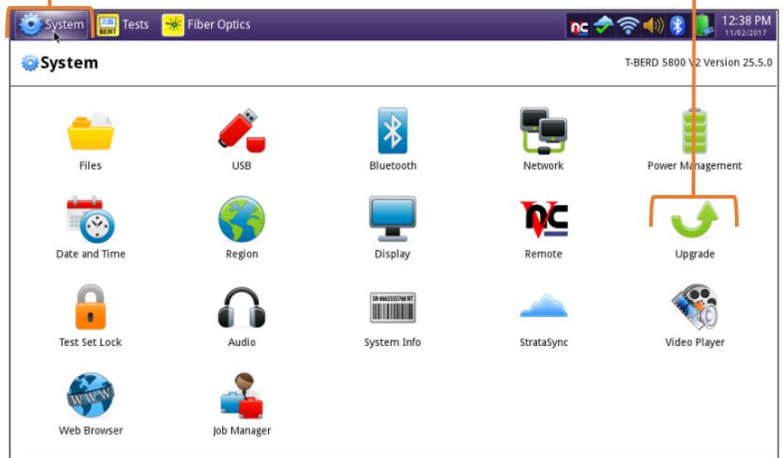 System Tests Fiber Optics 12:38 PM
11/02/2017
System T-BERD 5800 V2 Version 25.5.0
Files USB Bluetooth Network Power Management
Date and Time Region Display Remote Upgrade
Test Set Lock Audio System Info StrataSync Video Player
Web Browser Job Manager